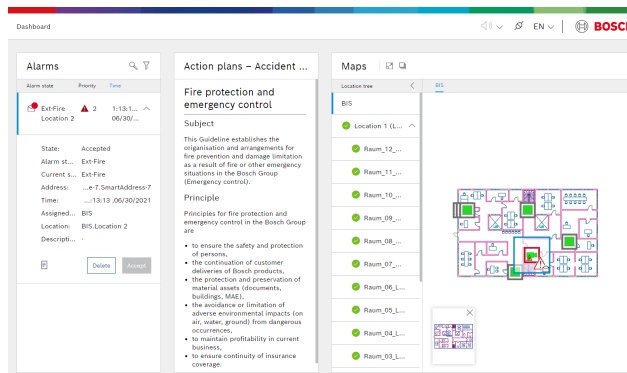 Dashboard
EN
BOSC
Alarms
Alarm state Priority Time
Ext-Fire 2 1:13:1...
Location 2 06/30/...
State: Accepted
Alarm st... Ext-Fire
Current s... Ext-Fire
Address: ...e-7.SmartAddress-7
Time: ...:13:13 ,06/30/2021
Assigned... BIS
Location: BIS.Location 2
Descripti... -
Delete
Accept
Action plans – Accident ...
Fire protection and
emergency control
Subject
This Guideline establishes the
organisation and arrangements for
fire prevention and damage limitation
as a result of fire or other emergency
situations in the Bosch Group
(Emergency control).
Principle
Principles for fire protection and
emergency control in the Bosch Group
are
• to ensure the safety and protection
of persons,
• the continuation of customer
deliveries of Bosch products,
• the protection and preservation of
material assets (documents,
buildings, MAE),
• the avoidance or limitation of
adverse environmental impacts (on
air, water, ground) from dangerous
occurrences,
• to maintain profitability in current
business,
• to ensure continuity of insurance
coverage.
Maps
Location tree
BIS
BIS
Location 1 (L...
Raum_12_...
Raum_11_...
Raum_10_...
Raum_09_...
Raum_08_...
Raum_07_...
Raum_06_L...
Raum_05_L...
Raum_04_L...
Raum_03_L...